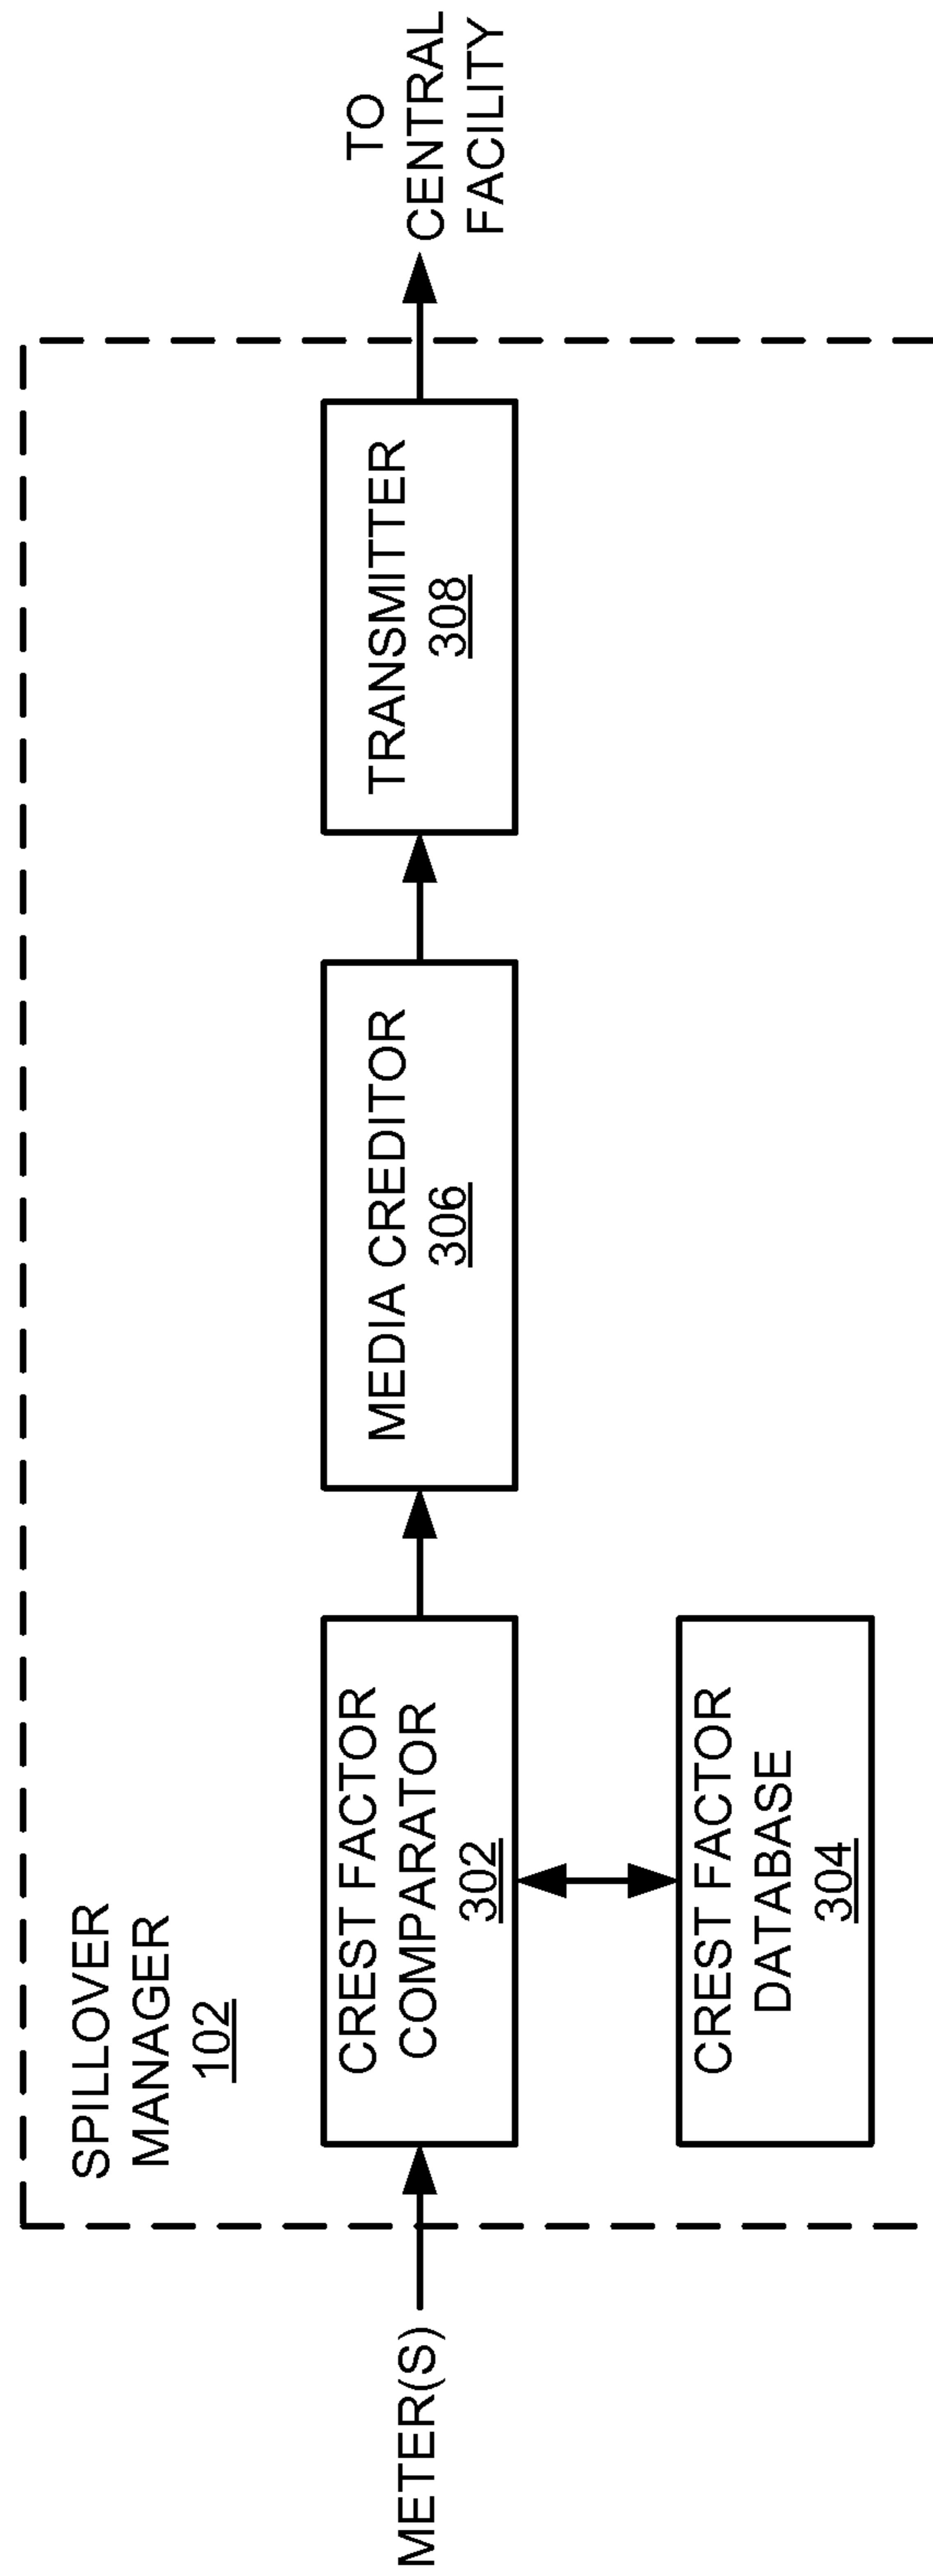 SPILLOVER
MANAGER
102
METER(S)
CREST FACTOR
COMPARATOR
302
MEDIA CREDITOR
306
TRANSMITTER
308
TO
CENTRAL
FACILITY
CREST FACTOR
DATABASE
304